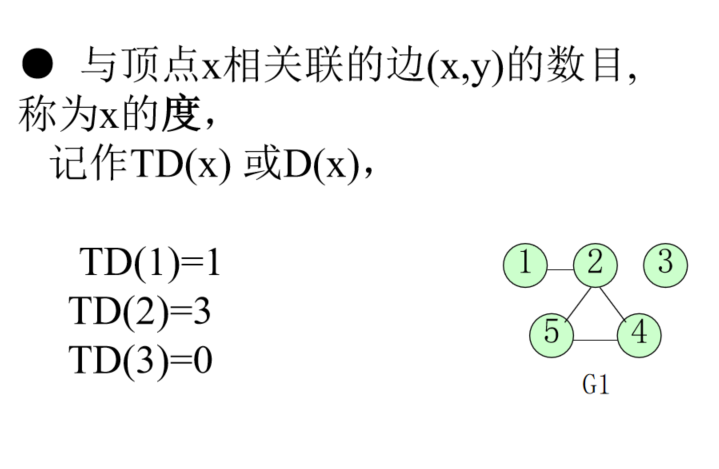 ● 与顶点x相关联的边(x,y)的数目,
称为x的度，
记作TD(x) 或D(x)，
TD(1)=1
TD(2)=3
TD(3)=0
1 2 3
5 4
G1